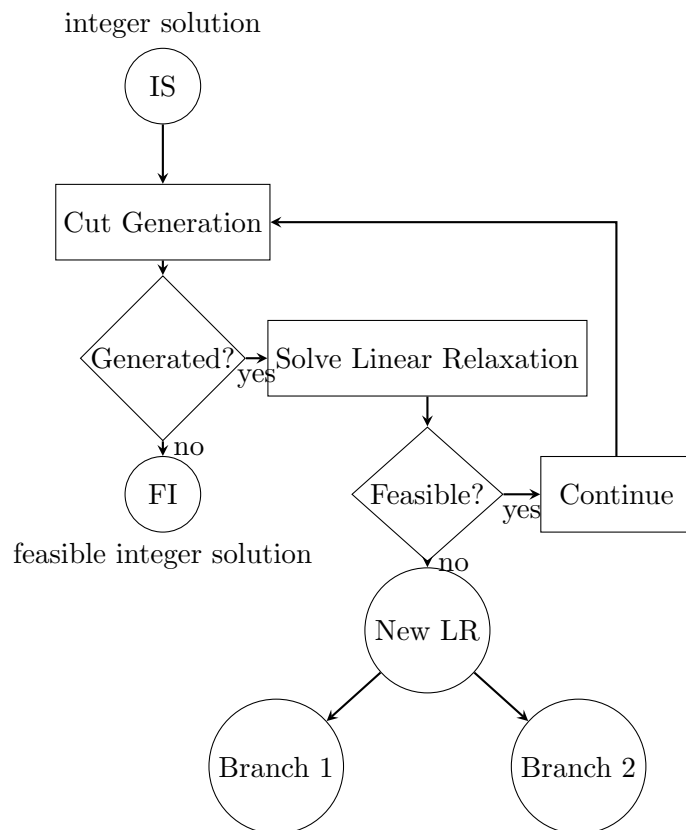 integer solution
IS
Cut Generation
Generated?
yes
Solve Linear Relaxation
no
FI
feasible integer solution
Feasible?
yes
Continue
no
New LR
Branch 1
Branch 2